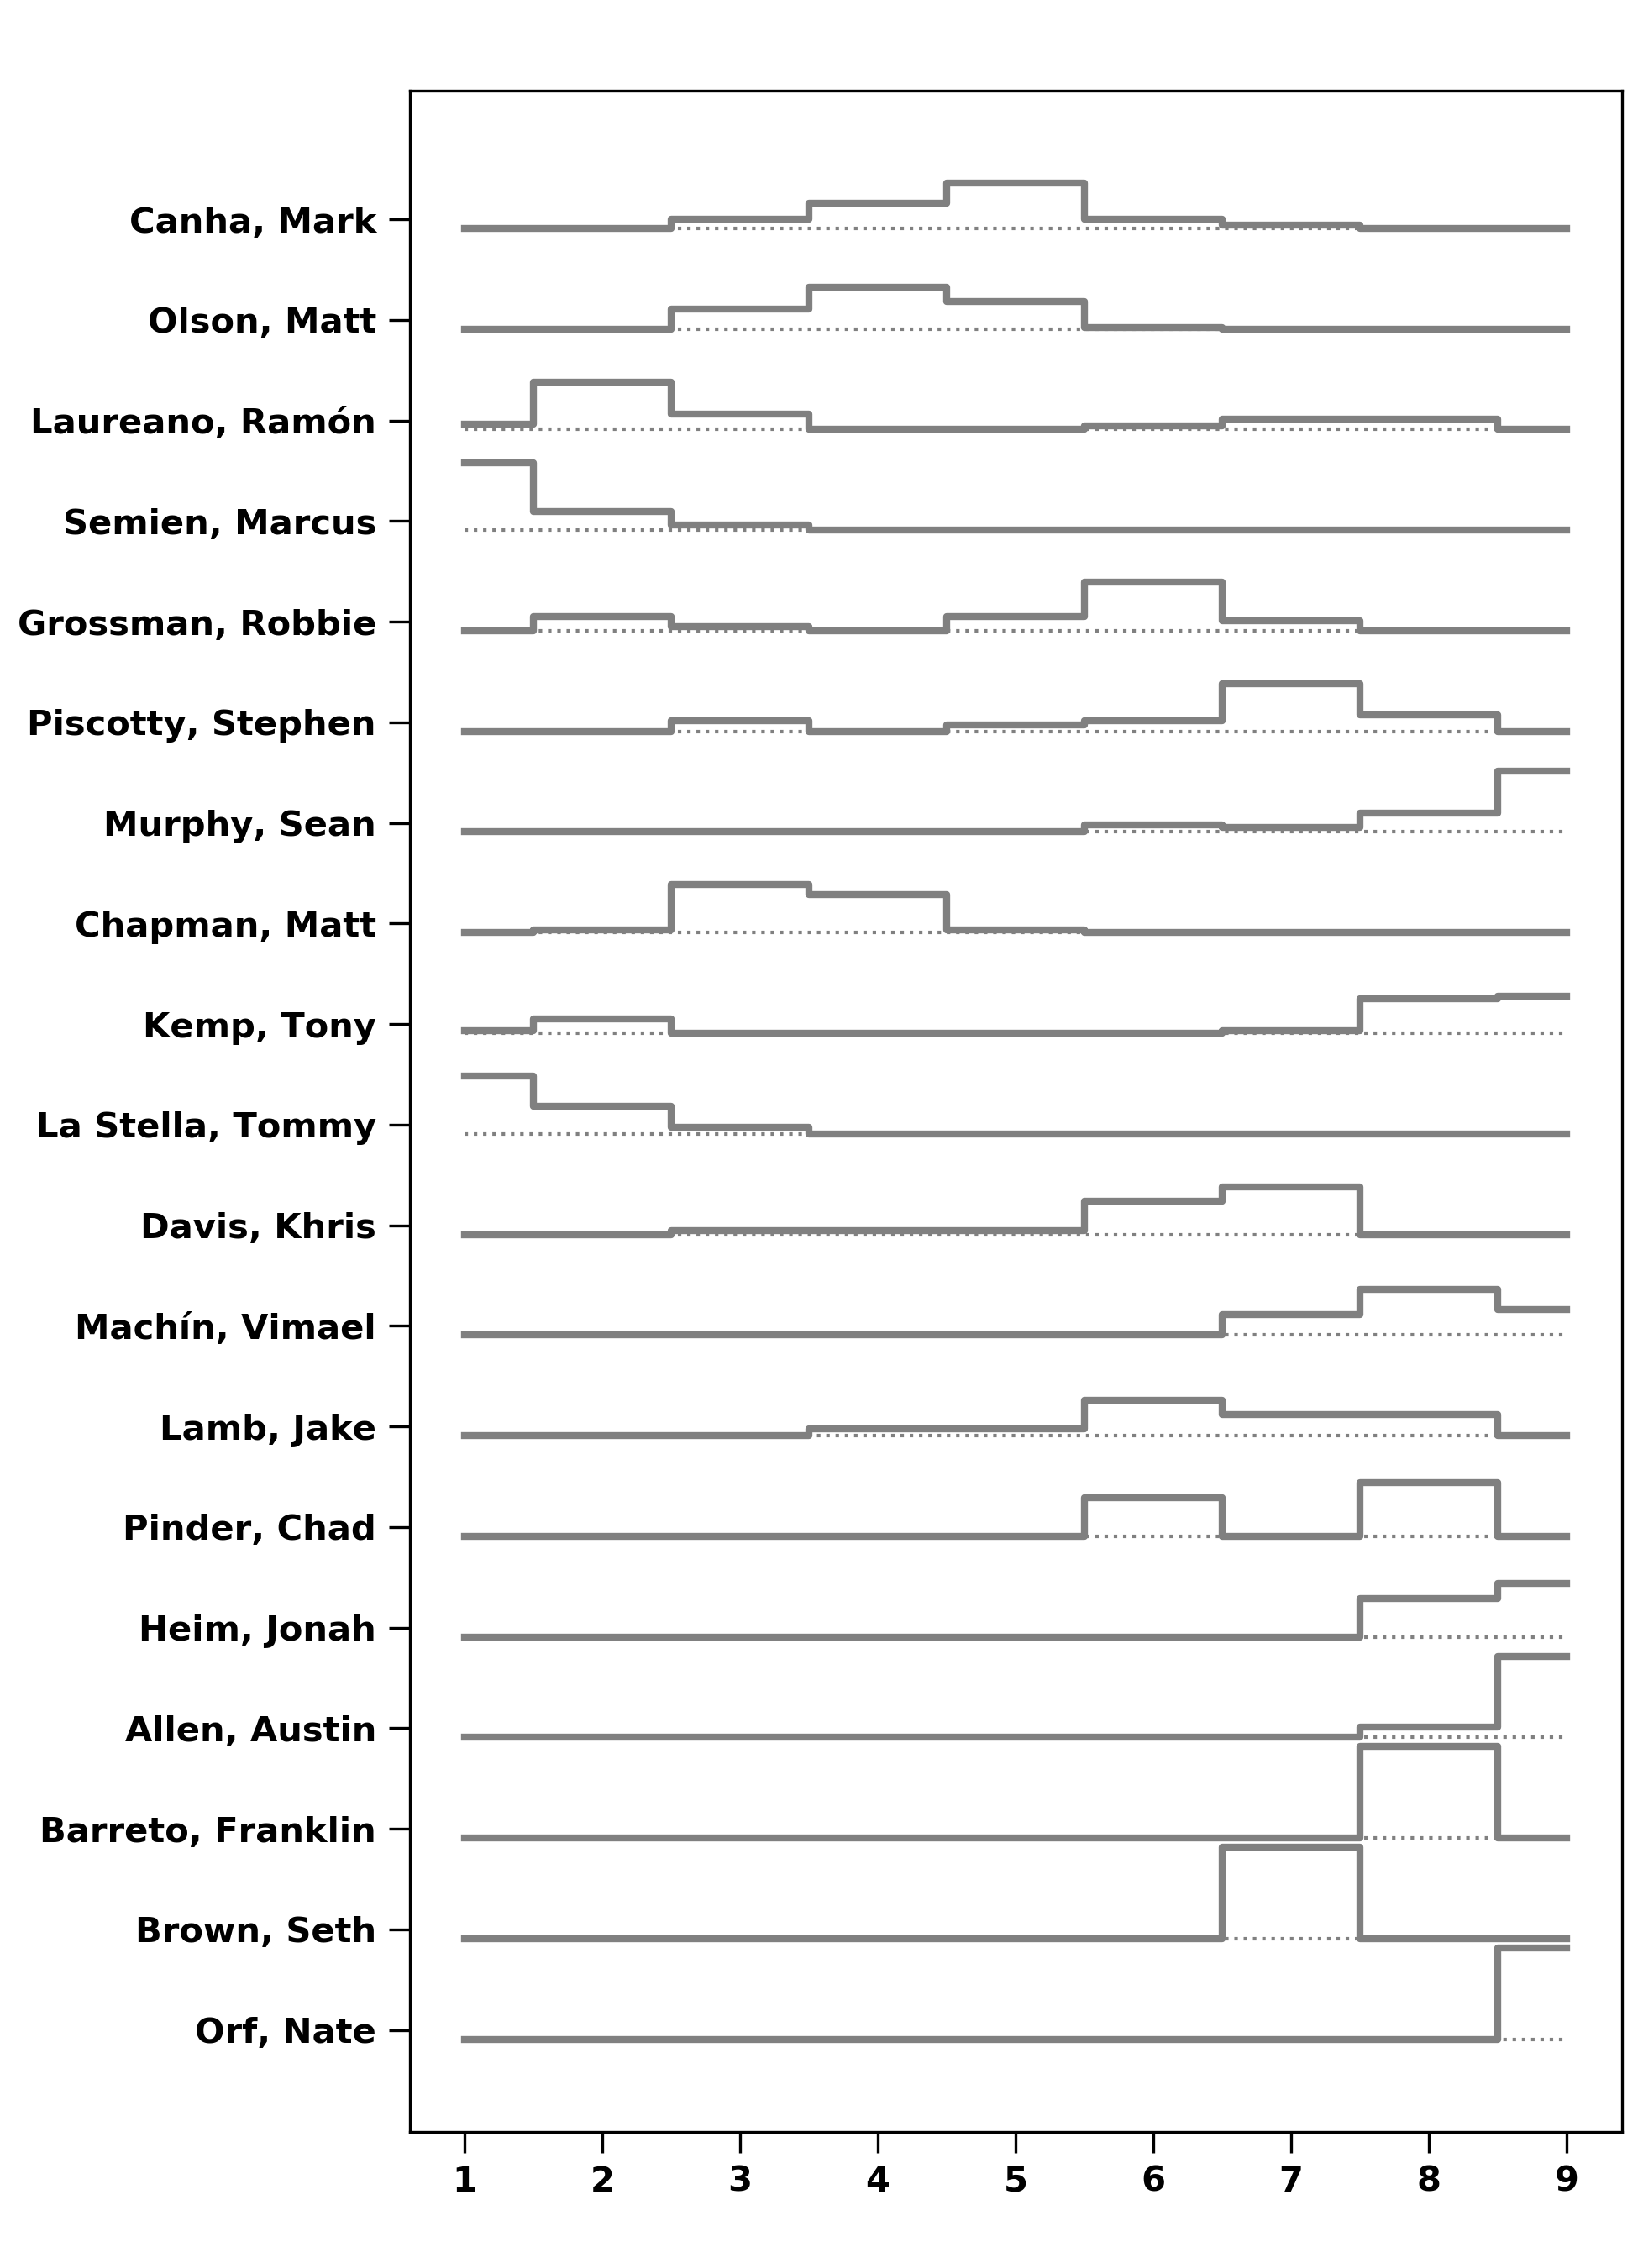 Canha, Mark
Olson, Matt
Laureano, Ramón
Semien, Marcus
Grossman, Robbie
Piscotty, Stephen
Murphy, Sean
Chapman, Matt
Kemp, Tony
La Stella, Tommy
Davis, Khris
Machín, Vimael
Lamb, Jake
Pinder, Chad
Heim, Jonah
Allen, Austin
Barreto, Franklin
Brown, Seth
Orf, Nate
1 2 3 4 5 6 7 8 9